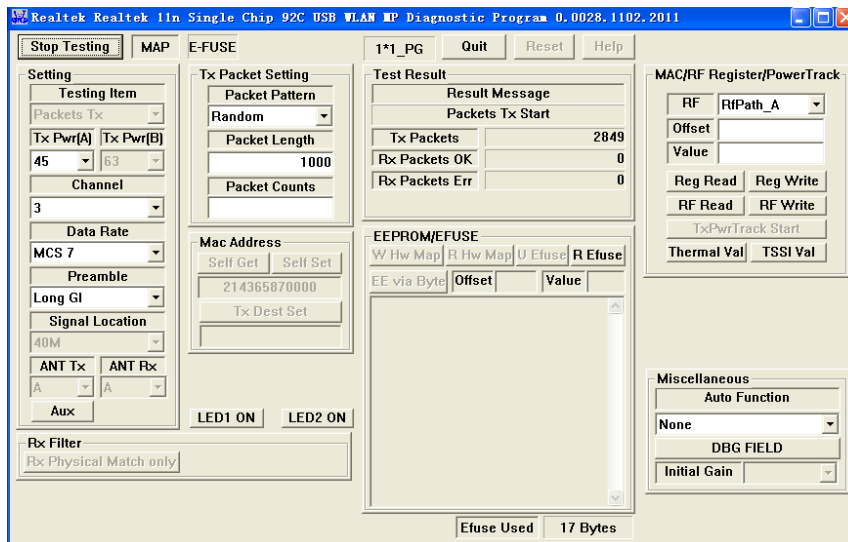 Realtek Realtek 11n Single Chip 92C USB WLAN MP Diagnostic Program 0.0028.1102.2011
Stop Testing
MAP
E-FUSE
1*1_PG
Quit
Reset
Help
Setting
Testing Item
Packets Tx
Tx Pwr(A)
Tx Pwr(B)
45
63
Channel
3
Data Rate
MCS 7
Preamble
Long GI
Signal Location
40M
ANT Tx
ANT Rx
A
A
Aux
Rx Filter
Rx Physical Match only
Tx Packet Setting
Packet Pattern
Random
Packet Length
1000
Packet Counts
Mac Address
Self Get
Self Set
214365870000
Tx Dest Set
LED1 ON
LED2 ON
Test Result
Result Message
Packets Tx Start
Tx Packets
2849
Rx Packets OK
0
Rx Packets Err
0
EEPROM/EFUSE
W Hw Map
R Hw Map
U Efuse
R Efuse
EE via Byte
Offset
Value
Efuse Used
17 Bytes
MAC/RF Register/PowerTrack
RF
RfPath_A
Offset
Value
Reg Read
Reg Write
RF Read
RF Write
TxPwrTrack Start
Thermal Val
TSSI Val
Miscellaneous
Auto Function
None
DBG FIELD
Initial Gain